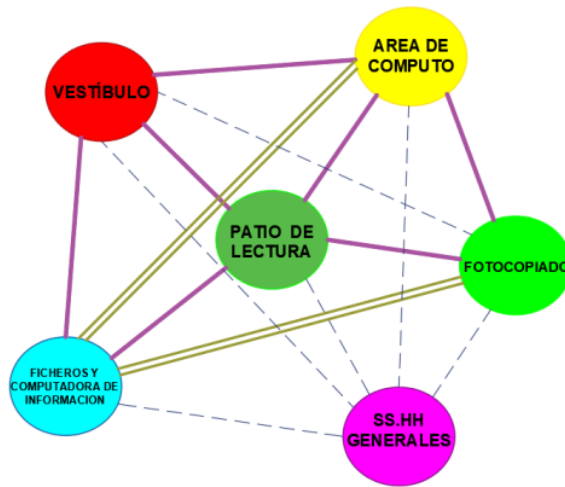 AREA DE
COMPUTO
VESTÍBULO
PATIO DE
LECTURA
FOTOCOPIADO
FICHEROS Y
COMPUTADORA DE
INFORMACION
SS.HH
GENERALES